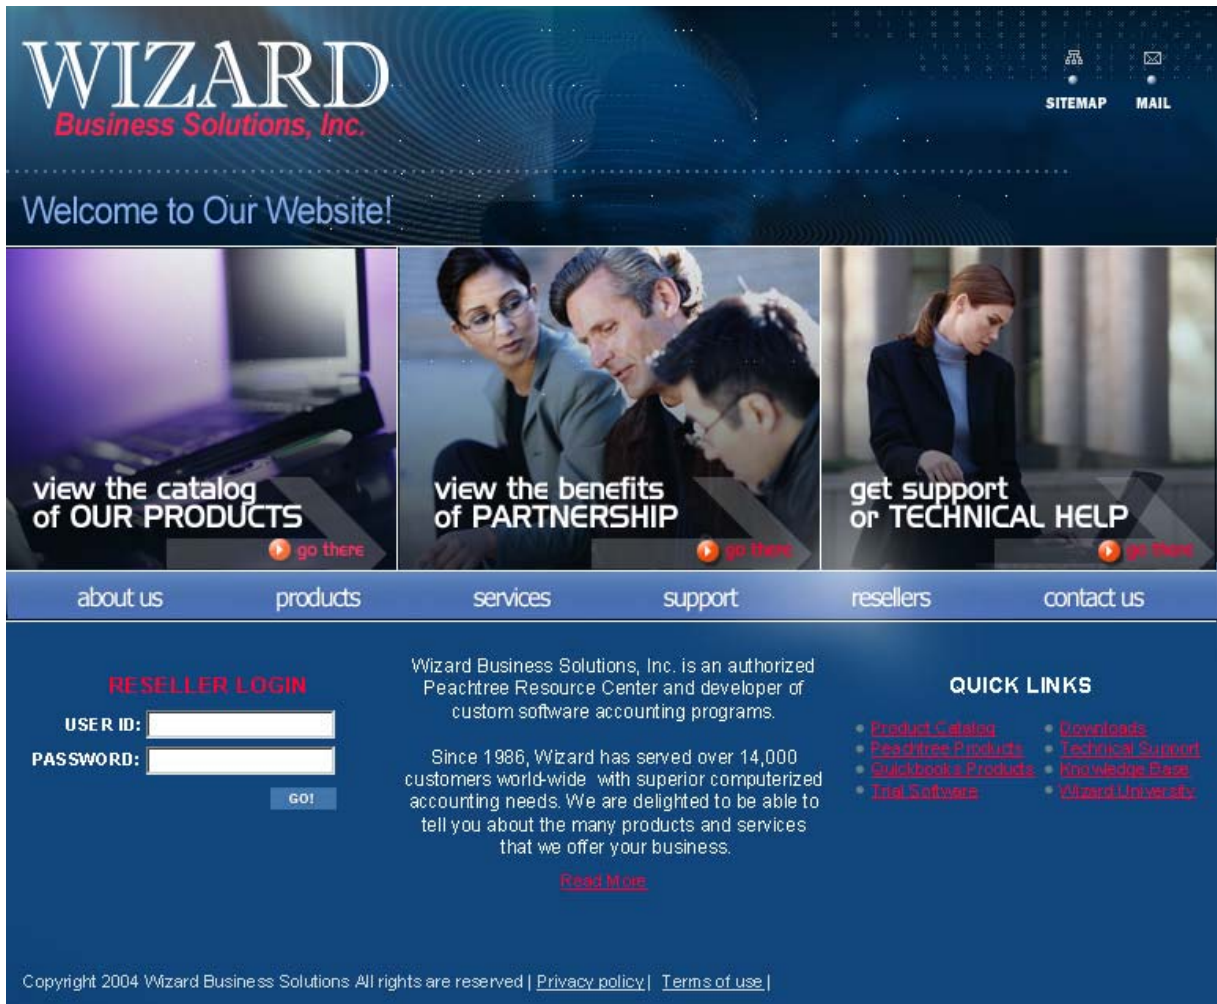 WIZARD
Business Solutions, Inc.
SITEMAP
MAIL
Welcome to Our Website!
view the catalog
of OUR PRODUCTS
go there
view the benefits
of PARTNERSHIP
go there
get support
or TECHNICAL HELP
go there
about us
products
services
support
resellers
contact us
RESELLER LOGIN
USER ID:
PASSWORD:
GO!
Wizard Business Solutions, Inc. is an authorized
Peachtree Resource Center and developer of
custom software accounting programs.
Since 1986, Wizard has served over 14,000
customers world-wide with superior computerized
accounting needs. We are delighted to be able to
tell you about the many products and services
that we offer your business.
Read More
QUICK LINKS
Product Catalog
Peachtree Products
Quickbooks Products
Trial Software
Downloads
Technical Support
Knowledge Base
Wizard University
Copyright 2004 Wizard Business Solutions All rights are reserved | Privacy policy | Terms of use |